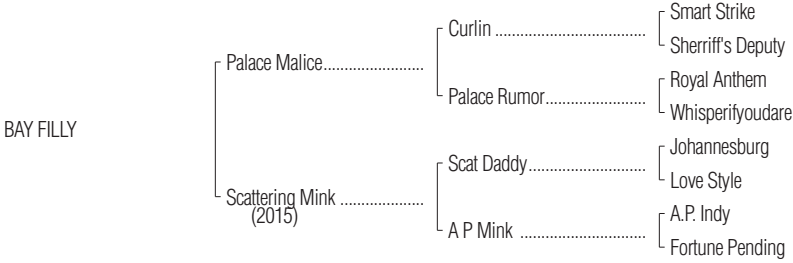 Smart Strike
Curlin ....................................
Sherriff's Deputy
Palace Malice........................
Royal Anthem
Palace Rumor........................
Whisperifyoudare
BAY FILLY
Johannesburg
Scat Daddy............................
Love Style
Scattering Mink ....................
(2015)
A.P. Indy
A P Mink ..............................
Fortune Pending